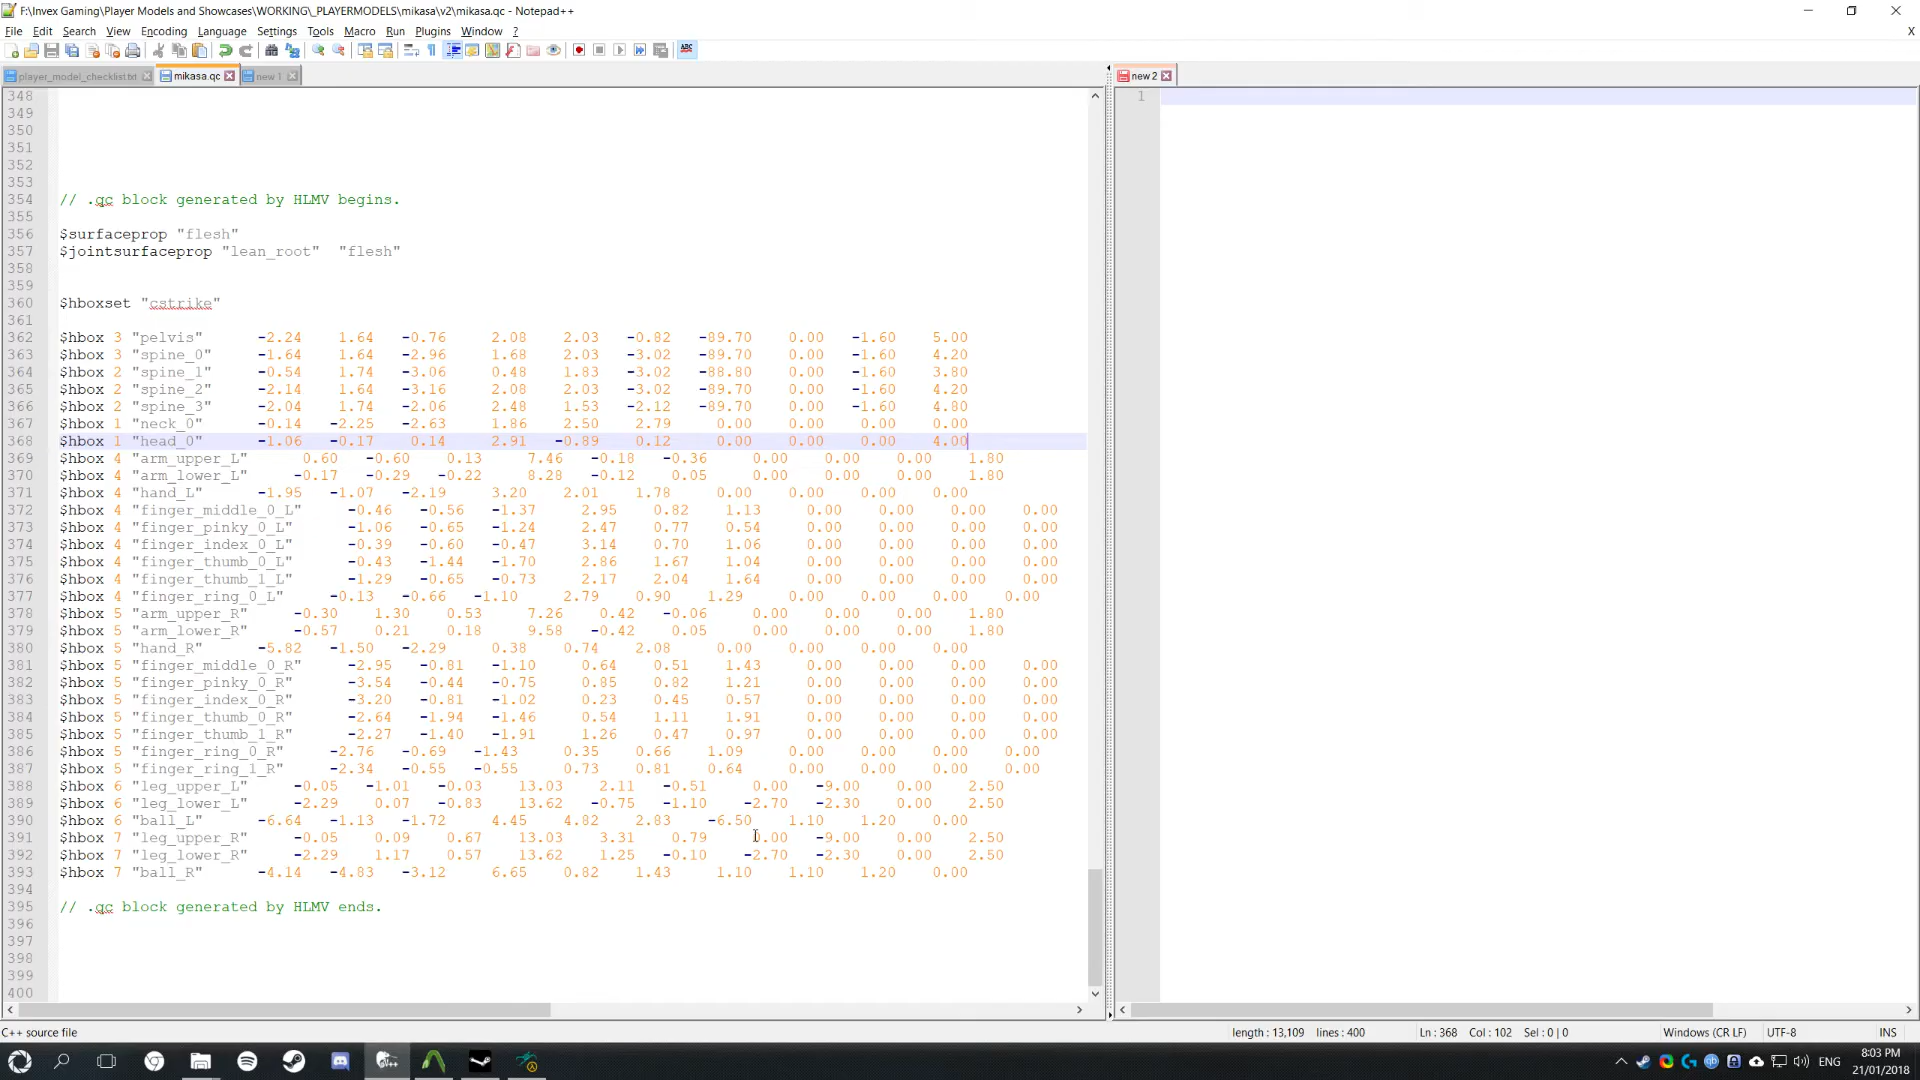 F:\Invex Gaming\Player Models and Showcases\WORKING\_PLAYERMODELS\mikasa\v2\mikasa.qc - Notepad++
File Edit Search View Encoding Language Settings Tools Macro Run Plugins Window ? X
player_model_checklist.txt mikasa.qc new 1 new 2
348
349
350
351
352
353
354 // .qc block generated by HLMV begins.
355
356 $surfaceprop "flesh"
357 $jointsurfaceprop "lean_root" "flesh"
358
359
360 $hboxset "cstrike"
361
362 $hbox 3 "pelvis" -2.24 1.64 -0.76 2.08 2.03 -0.82 -89.70 0.00 -1.60 5.00
363 $hbox 3 "spine_0" -1.64 1.64 -2.96 1.68 2.03 -3.02 -89.70 0.00 -1.60 4.20
364 $hbox 2 "spine_1" -0.54 1.74 -3.06 0.48 1.83 -3.02 -88.80 0.00 -1.60 3.80
365 $hbox 2 "spine_2" -2.14 1.64 -3.16 2.08 2.03 -3.02 -89.70 0.00 -1.60 4.20
366 $hbox 2 "spine_3" -2.04 1.74 -2.06 2.48 1.53 -2.12 -89.70 0.00 -1.60 4.80
367 $hbox 1 "neck_0" -0.14 -2.25 -2.63 1.86 2.50 2.79 0.00 0.00 0.00 0.00
368 $hbox 1 "head_0" -1.06 -0.17 0.14 2.91 -0.89 0.12 0.00 0.00 0.00 4.00
369 $hbox 4 "arm_upper_L" 0.60 -0.60 0.13 7.46 -0.18 -0.36 0.00 0.00 0.00 1.80
370 $hbox 4 "arm_lower_L" -0.17 -0.29 -0.22 8.28 -0.12 0.05 0.00 0.00 0.00 1.80
371 $hbox 4 "hand_L" -1.95 -1.07 -2.19 3.20 2.01 1.78 0.00 0.00 0.00 0.00
372 $hbox 4 "finger_middle_0_L" -0.46 -0.56 -1.37 2.95 0.82 1.13 0.00 0.00 0.00 0.00
373 $hbox 4 "finger_pinky_0_L" -1.06 -0.65 -1.24 2.47 0.77 0.54 0.00 0.00 0.00 0.00
374 $hbox 4 "finger_index_0_L" -0.39 -0.60 -0.47 3.14 0.70 1.06 0.00 0.00 0.00 0.00
375 $hbox 4 "finger_thumb_0_L" -0.43 -1.44 -1.70 2.86 1.67 1.04 0.00 0.00 0.00 0.00
376 $hbox 4 "finger_thumb_1_L" -1.29 -0.65 -0.73 2.17 2.04 1.64 0.00 0.00 0.00 0.00
377 $hbox 4 "finger_ring_0_L" -0.13 -0.66 -1.10 2.79 0.90 1.29 0.00 0.00 0.00 0.00
378 $hbox 5 "arm_upper_R" -0.30 1.30 0.53 7.26 0.42 -0.06 0.00 0.00 0.00 1.80
379 $hbox 5 "arm_lower_R" -0.57 0.21 0.18 9.58 -0.42 0.05 0.00 0.00 0.00 1.80
380 $hbox 5 "hand_R" -5.82 -1.50 -2.29 0.38 0.74 2.08 0.00 0.00 0.00 0.00
381 $hbox 5 "finger_middle_0_R" -2.95 -0.81 -1.10 0.64 0.51 1.43 0.00 0.00 0.00 0.00
382 $hbox 5 "finger_pinky_0_R" -3.54 -0.44 -0.75 0.85 0.82 1.21 0.00 0.00 0.00 0.00
383 $hbox 5 "finger_index_0_R" -3.20 -0.81 -1.02 0.23 0.45 0.57 0.00 0.00 0.00 0.00
384 $hbox 5 "finger_thumb_0_R" -2.64 -1.94 -1.46 0.54 1.11 1.91 0.00 0.00 0.00 0.00
385 $hbox 5 "finger_thumb_1_R" -2.27 -1.40 -1.91 1.26 0.47 0.97 0.00 0.00 0.00 0.00
386 $hbox 5 "finger_ring_0_R" -2.76 -0.69 -1.43 0.35 0.66 1.09 0.00 0.00 0.00 0.00
387 $hbox 5 "finger_ring_1_R" -2.34 -0.55 -0.55 0.73 0.81 0.64 0.00 0.00 0.00 0.00
388 $hbox 6 "leg_upper_L" -0.05 -1.01 -0.03 13.03 2.11 -0.51 0.00 -9.00 0.00 2.50
389 $hbox 6 "leg_lower_L" -2.29 0.07 -0.83 13.62 -0.75 -1.10 -2.70 -2.30 0.00 2.50
390 $hbox 6 "ball_L" -6.64 -1.13 -1.72 4.45 4.82 2.83 -6.50 1.10 1.20 0.00
391 $hbox 7 "leg_upper_R" -0.05 0.09 0.67 13.03 3.31 0.79 0.00 -9.00 0.00 2.50
392 $hbox 7 "leg_lower_R" -2.29 1.17 0.57 13.62 1.25 -0.10 -2.70 -2.30 0.00 2.50
393 $hbox 7 "ball_R" -4.14 -4.83 -3.12 6.65 0.82 1.43 1.10 1.10 1.20 0.00
394
395 // .qc block generated by HLMV ends.
396
397
398
399
400
1
C++ source file length : 13,109 lines : 400 Ln : 368 Col : 102 Sel : 0 | 0 Windows (CR LF) UTF-8 INS
ENG 8:03 PM
21/01/2018